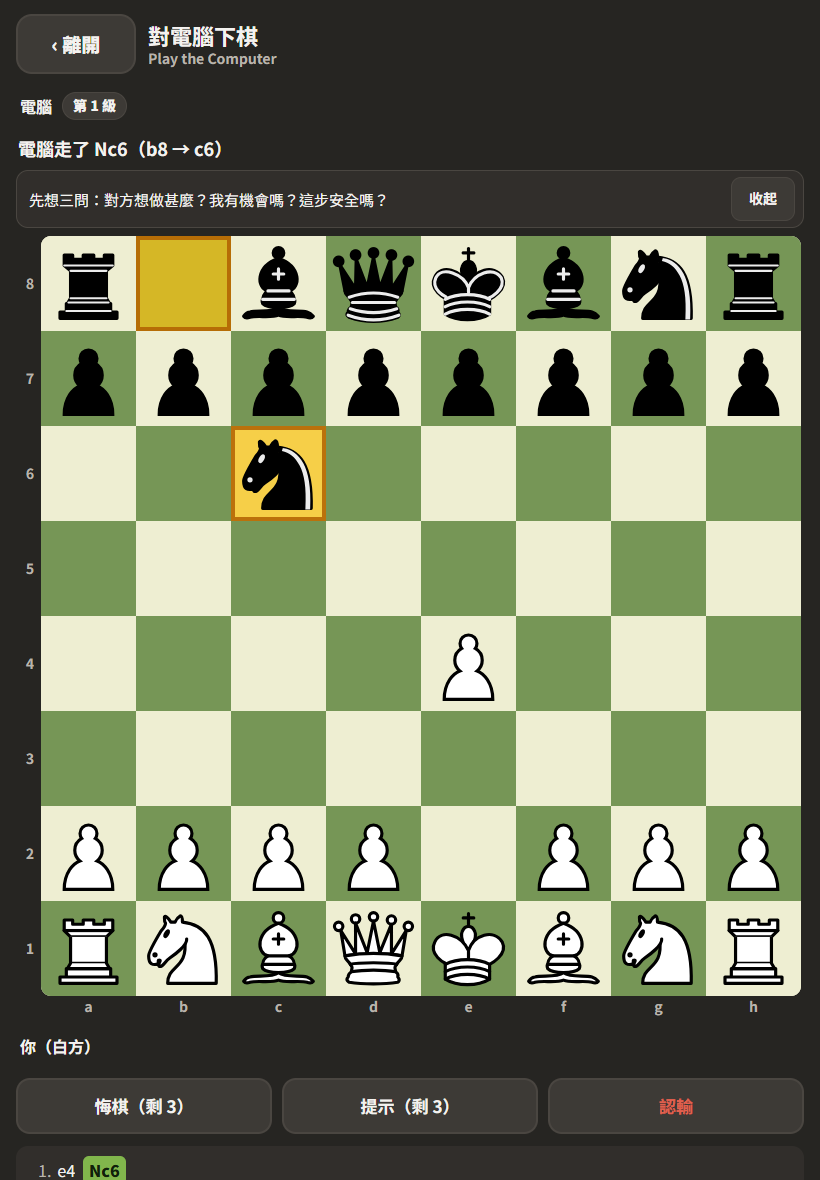 ‹ 離開
對電腦下棋
Play the Computer
電腦 第 1 級
電腦走了 Nc6（b8 → c6）
先想三問：對方想做甚麼？我有機會嗎？這步安全嗎？ 收起
8
7
6
5
4
3
2
1
a b c d e f g h
你（白方）
悔棋（剩 3） 提示（剩 3） 認輸
1. e4 Nc6